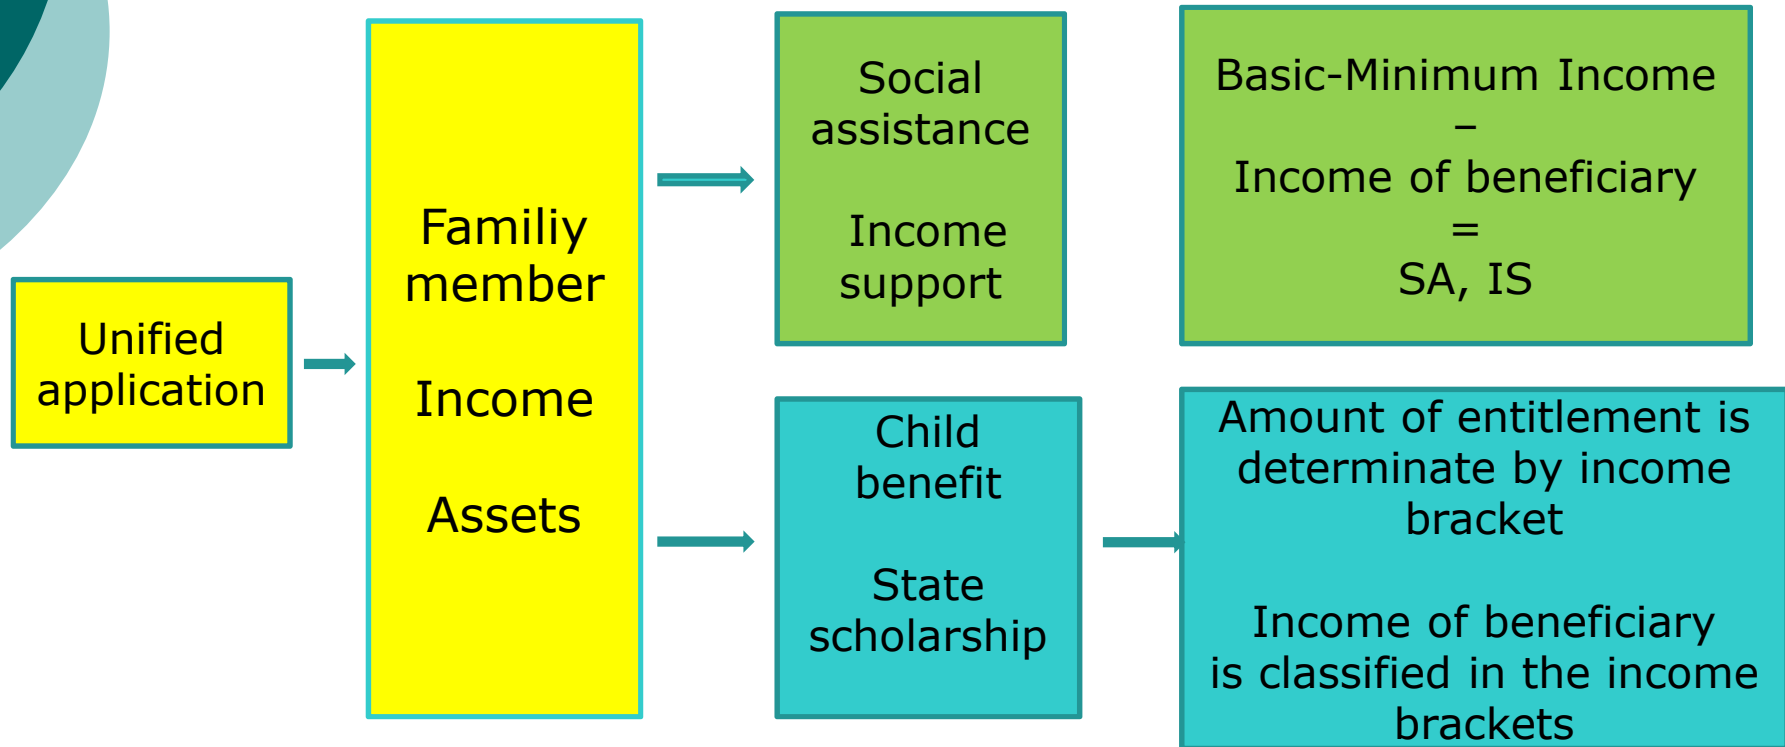 Unified
application
Familiy
member
Income
Assets
Social
assistance
Income
support
Basic-Minimum Income
–
Income of beneficiary
=
SA, IS
Child
benefit
State
scholarship
Amount of entitlement is
determinate by income
bracket
Income of beneficiary
is classified in the income
brackets